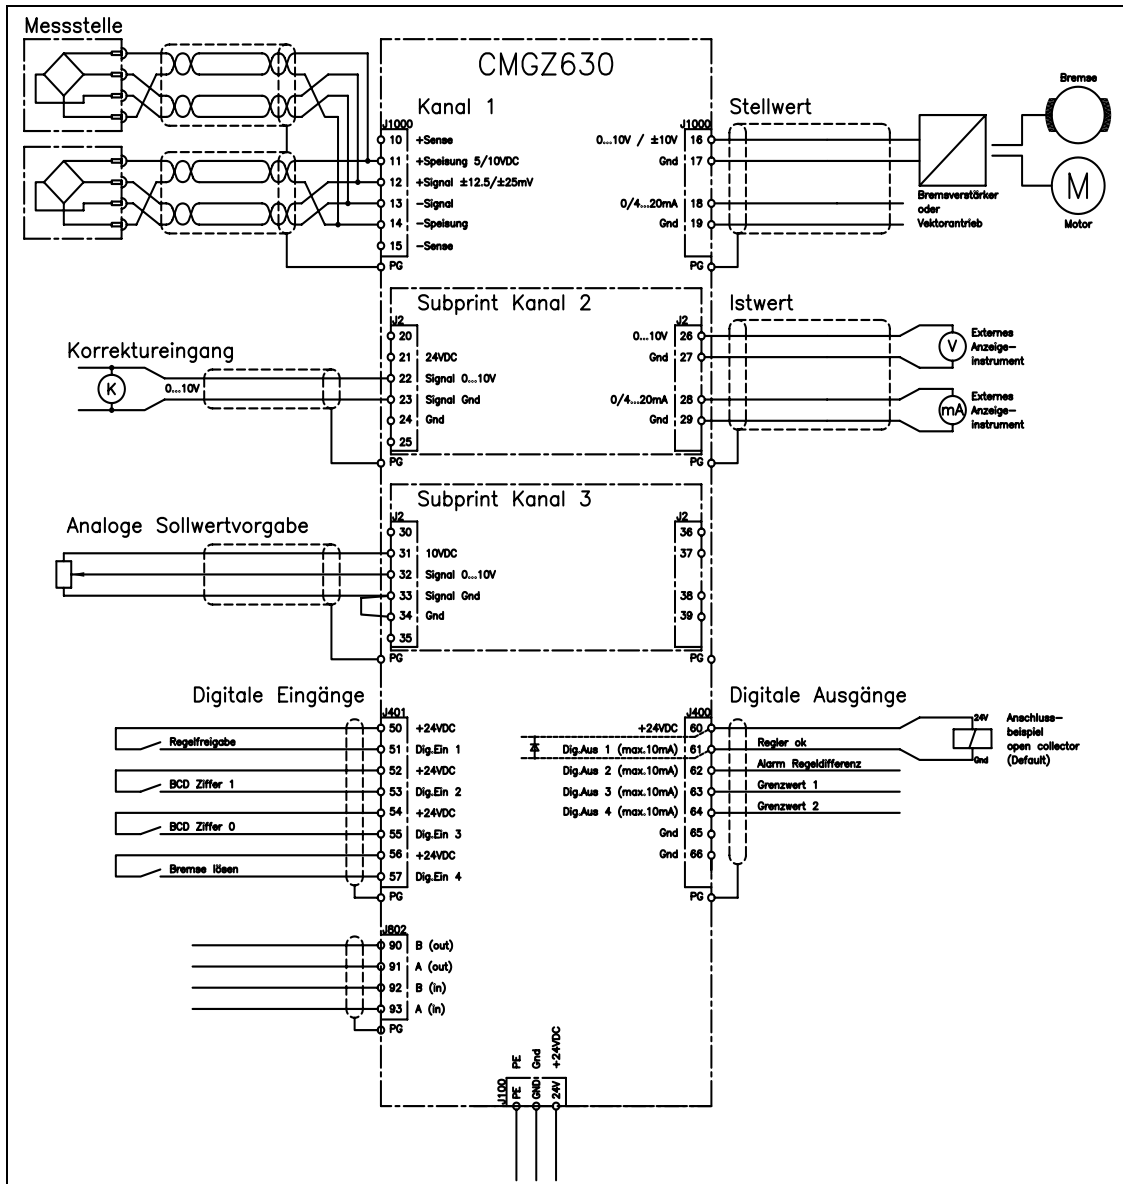 Messstelle
CMGZ630
Kanal 1
J1000
10 +Sense
11 +Speisung 5/10VDC
12 +Signal ±12.5/±25mV
13 -Signal
14 -Speisung
15 -Sense
PG
Stellwert
J1000
0...10V / ±10V 16
Gnd 17
0/4...20mA 18
Gnd 19
PG
Bremse
M
Motor
Bremsverstärker
oder
Vektorantrieb
Subprint Kanal 2
Korrektureingang
K
0...10V
J2
20
21 24VDC
22 Signal 0...10V
23 Signal Gnd
24 Gnd
25
PG
Istwert
J2
0...10V 26
Gnd 27
0/4...20mA 28
Gnd 29
PG
V
Externes
Anzeige-
instrument
mA
Externes
Anzeige-
instrument
Subprint Kanal 3
Analoge Sollwertvorgabe
J2
30
31 10VDC
32 Signal 0...10V
33 Signal Gnd
34 Gnd
35
PG
J2
36
37
38
39
Digitale Eingänge
J401
50 +24VDC
Regelfreigabe
51 Dig.Ein 1
52 +24VDC
BCD Ziffer 1
53 Dig.Ein 2
54 +24VDC
BCD Ziffer 0
55 Dig.Ein 3
56 +24VDC
Bremse lösen
57 Dig.Ein 4
PG
Digitale Ausgänge
J400
+24VDC 60
Dig.Aus 1 (max.10mA) 61
Regler ok
Dig.Aus 2 (max.10mA) 62
Alarm Regeldifferenz
Dig.Aus 3 (max.10mA) 63
Grenzwert 1
Dig.Aus 4 (max.10mA) 64
Grenzwert 2
Gnd 65
Gnd 66
PG
24V
Gnd
Anschluss-
beispiel
open collector
(Default)
J802
90 B (out)
91 A (out)
92 B (in)
93 A (in)
PG
J100
PE PE
GND Gnd
24V +24VDC